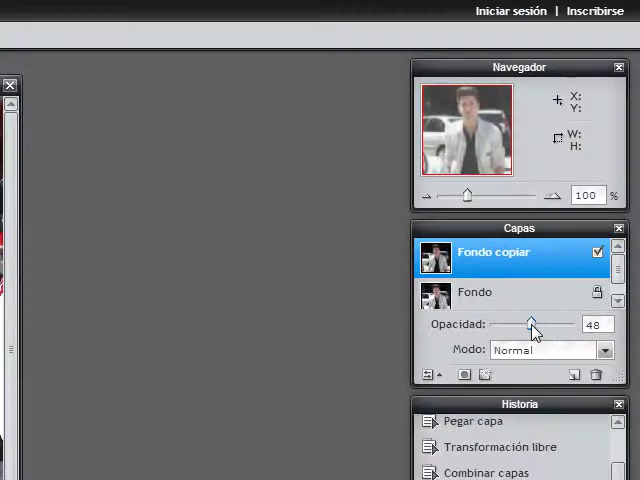 Iniciar sesión | Inscribirse
Navegador
X:
Y:
W:
H:
100 %
Capas
Fondo copiar
Fondo
Opacidad: 48
Modo: Normal
Historia
Pegar capa
Transformación libre
Combinar capas